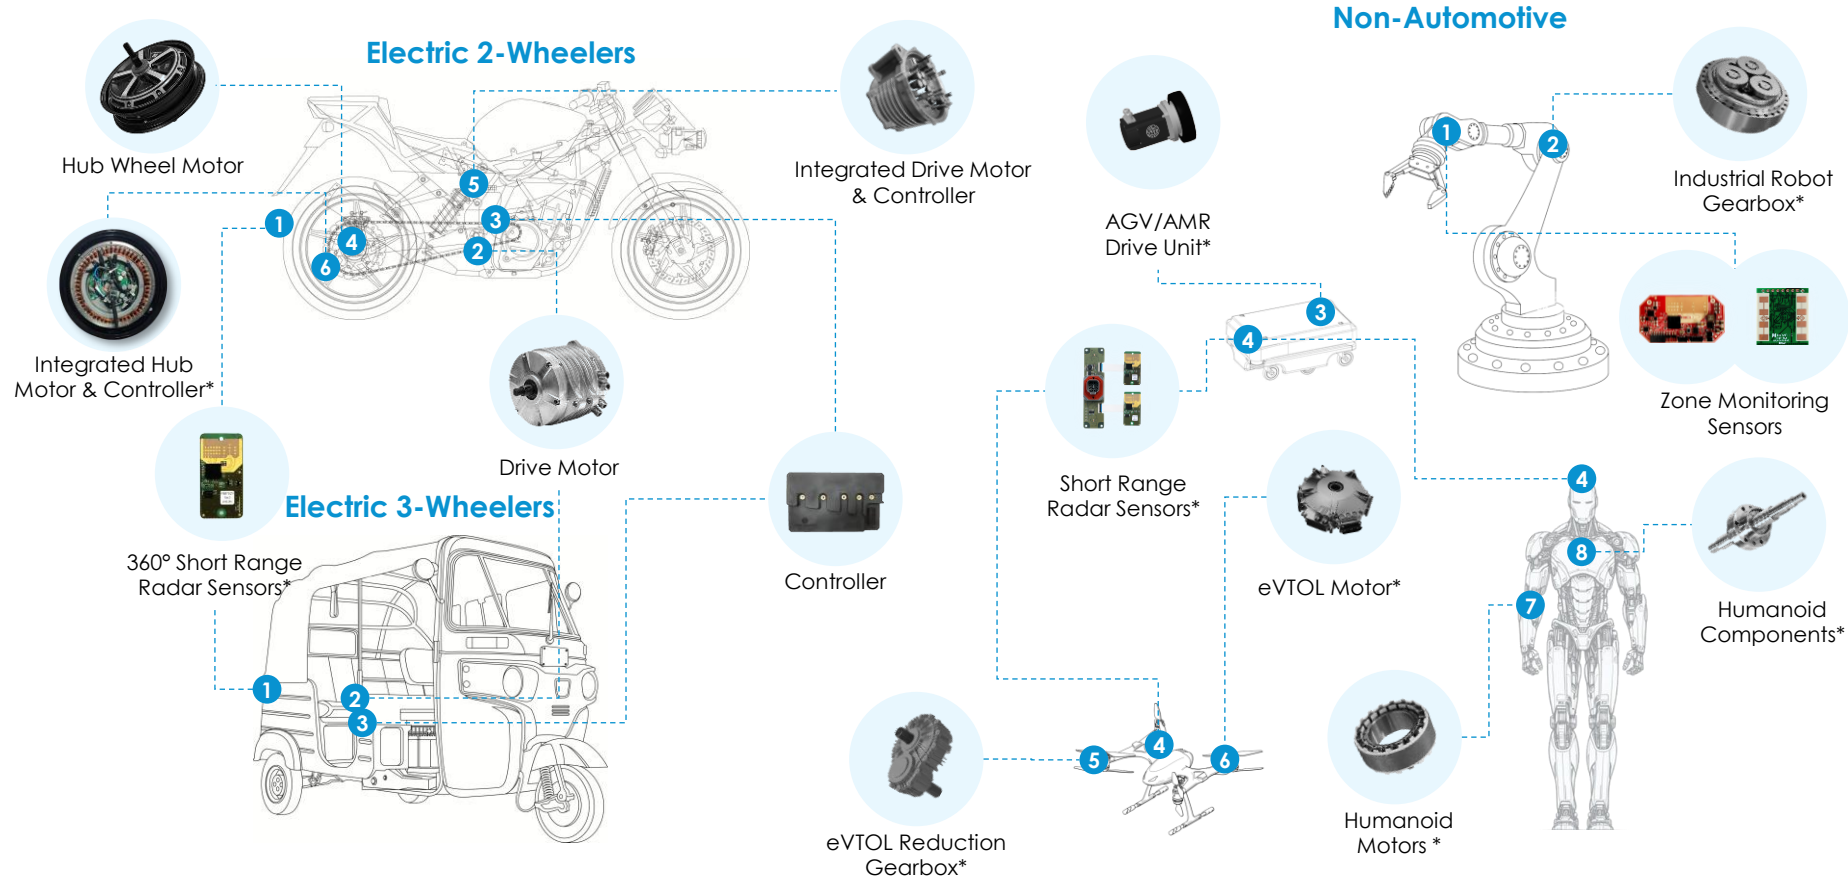 Non-Automotive
Electric 2-Wheelers
Hub Wheel Motor
Integrated Drive Motor
& Controller
AGV/AMR
Drive Unit*
Industrial Robot
Gearbox*
1
2
5
1
3
4
2
6
3
4
Integrated Hub
Motor & Controller*
Zone Monitoring
Sensors
Drive Motor
Short Range
Radar Sensors*
4
Electric 3-Wheelers
360° Short Range
Radar Sensors*
Controller
eVTOL Motor*
8
7
Humanoid
Components*
1
2
3
4
5
6
Humanoid
Motors *
eVTOL Reduction
Gearbox*